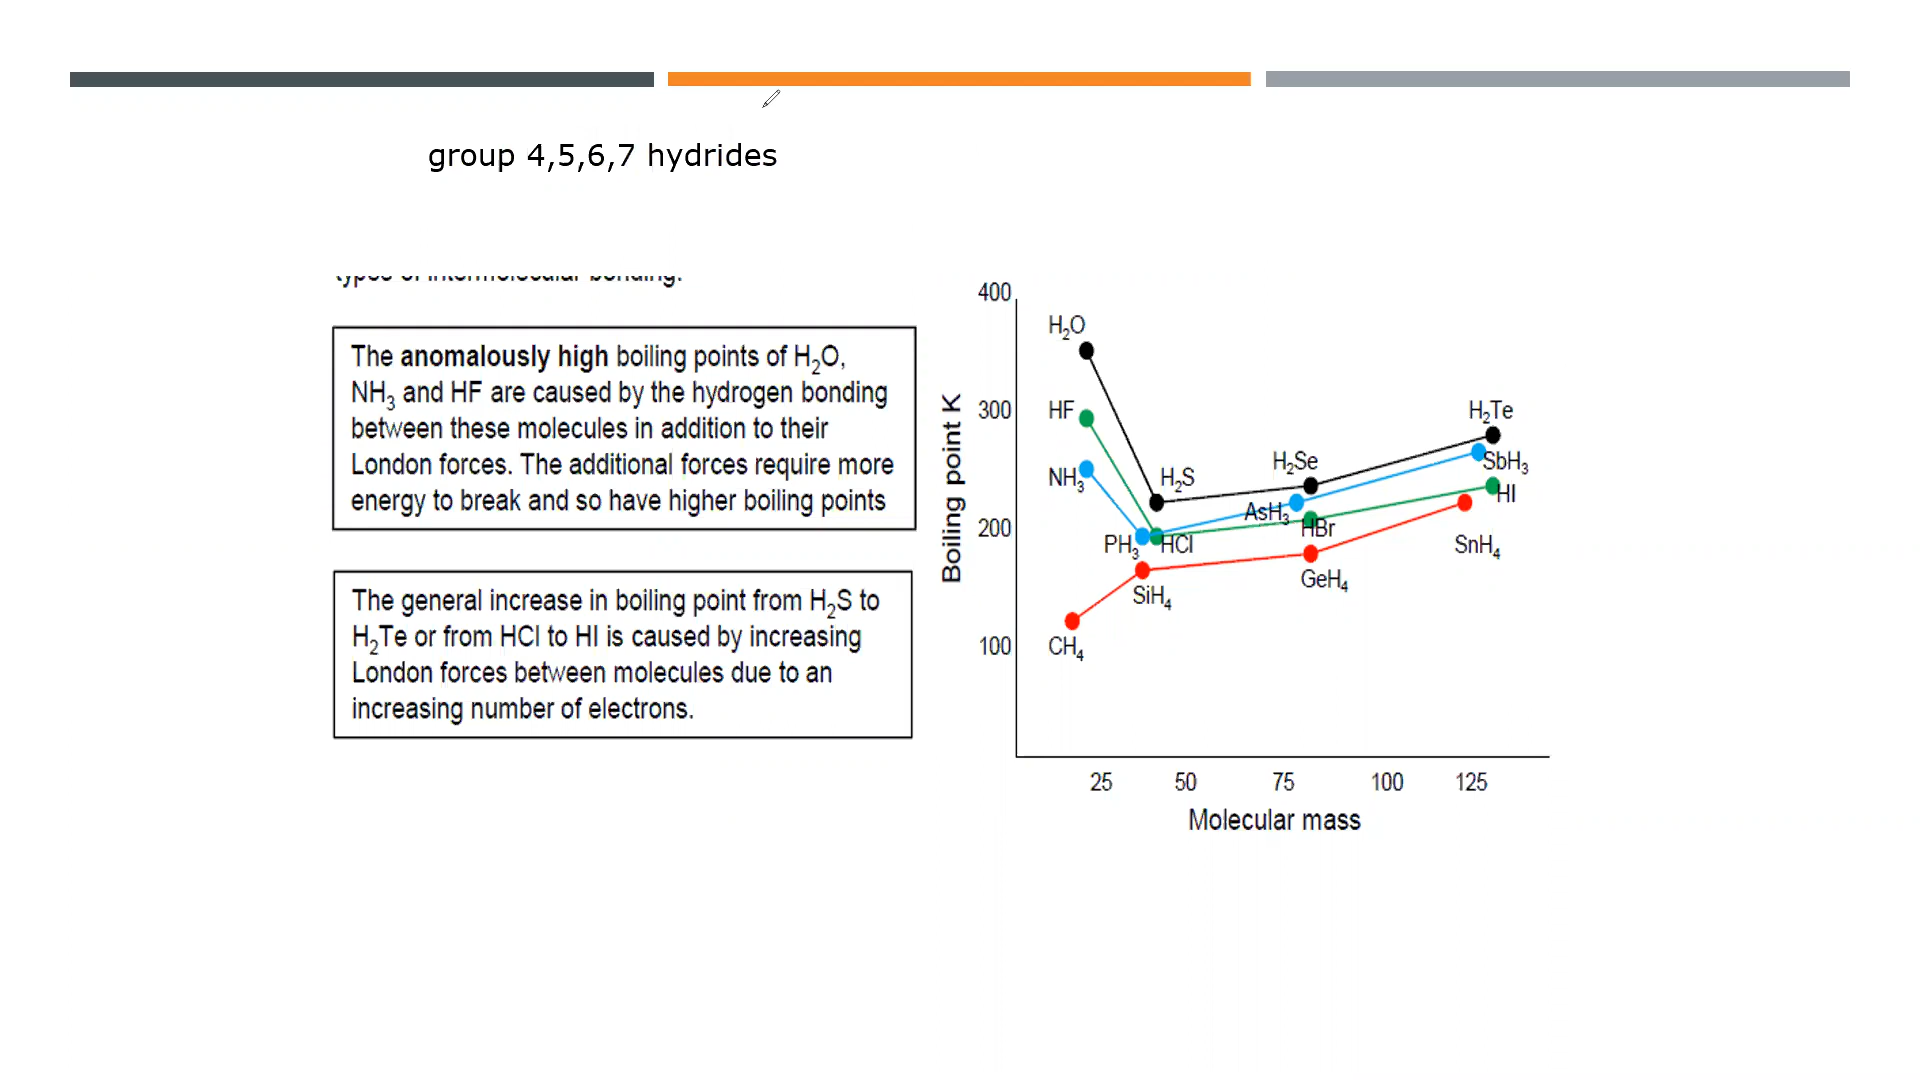 group 4,5,6,7 hydrides
types of intermolecular bonding.
The anomalously high boiling points of H₂O,
NH₃ and HF are caused by the hydrogen bonding
between these molecules in addition to their
London forces. The additional forces require more
energy to break and so have higher boiling points
The general increase in boiling point from H₂S to
H₂Te or from HCl to HI is caused by increasing
London forces between molecules due to an
increasing number of electrons.
Boiling point K
400
300
200
100
H₂O
HF
NH₃
H₂S
H₂Se
H₂Te
SbH₃
HI
AsH₃
HBr
PH₃
HCl
SnH₄
GeH₄
SiH₄
CH₄
25 50 75 100 125
Molecular mass